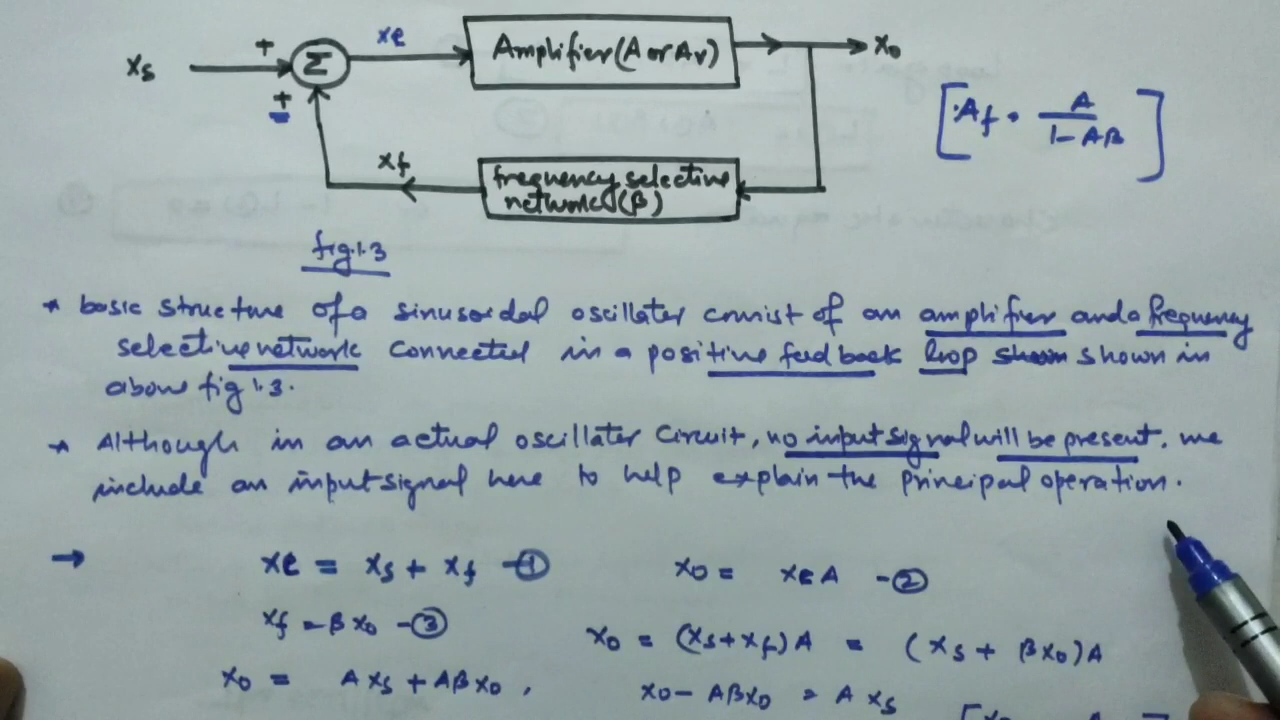 xe
Xs + Σ Amplifier(A or Av) Xo
+
-
[Af = A / 1-AB]
xf frequency selective
network(β)
fig.1.3
* basic structure of a sinusoidal oscillater consist of an amplifier and a frequency
selective network connected in a positive feedback loop shown in
above fig 1.3.
* Although in an actual oscillater circuit, no input signal will be present, we
include an input signal here to help explain the principal operation.
→ xe = xs + xf -① xo = xe A -②
xf = β xo -③ xo = (xs+xf)A = (xs + βxo)A
xo = A xs + Aβxo , xo - Aβxo = A xs